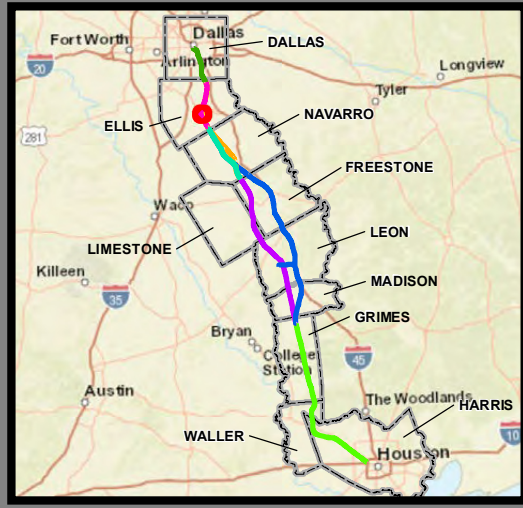 Fort Worth
Dallas
DALLAS
Arlington
20
Longview
Tyler
NAVARRO
ELLIS
281
FREESTONE
Waco
LEON
LIMESTONE
Killeen
MADISON
35
GRIMES
Bryan
College
Station
45
Austin
The Woodlands
HARRIS
WALLER
10
Houston